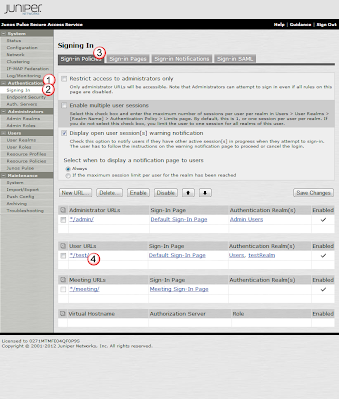 JUNIPER
NETWORKS
Junos Pulse Secure Access Service
Help | Guidance | Sign Out
System
Status
Configuration
Network
Clustering
IF-MAP Federation
Log/Monitoring
Authentication
Signing In
Endpoint Security
Auth. Servers
Administrators
Admin Realms
Admin Roles
Users
User Realms
User Roles
Resource Profiles
Resource Policies
Junos Pulse
Maintenance
System
Import/Export
Push Config
Archiving
Troubleshooting
1
2
Signing In
3
Sign-in Policies
Sign-in Pages
Sign-in Notifications
Sign-in SAML
Restrict access to administrators only
Only administrator URLs will be accessible. Note that Administrators can attempt to sign in even if all rules on this
page are disabled.
Enable multiple user sessions
Select this check box and enter the maximum number of sessions per user per realm in Users > User Realms >
[Realm Name] > Authentication Policy > Limits page. By default, this is 1, or one session per user per realm. If
you do not select this check box, you limit the user to one session for all realms of this user.
Display open user session[s] warning notification
Check this option to notify users if they have other active session[s] in progress when they attempt to sign-in.
The user has to follow the instructions on the warning notification page to proceed or cancel the login.
Select when to display a notification page to users
Always
If the maximum session limit per user for the realm has been reached
New URL...
Delete...
Enable
Disable
Save Changes
Administrator URLs Sign-In Page Authentication Realm(s) Enabled
*/admin/ Default Sign-In Page Admin Users
User URLs Sign-In Page Authentication Realm(s) Enabled
*/test/ 4 Default Sign-In Page Users, testRealm
Meeting URLs Sign-In Page Authentication Realm(s) Enabled
*/meeting/ Meeting Sign-In Page
Virtual Hostname Authorization Server Role Enabled
Copyright © 2001-2012 Juniper Networks, Inc. All rights reserved.